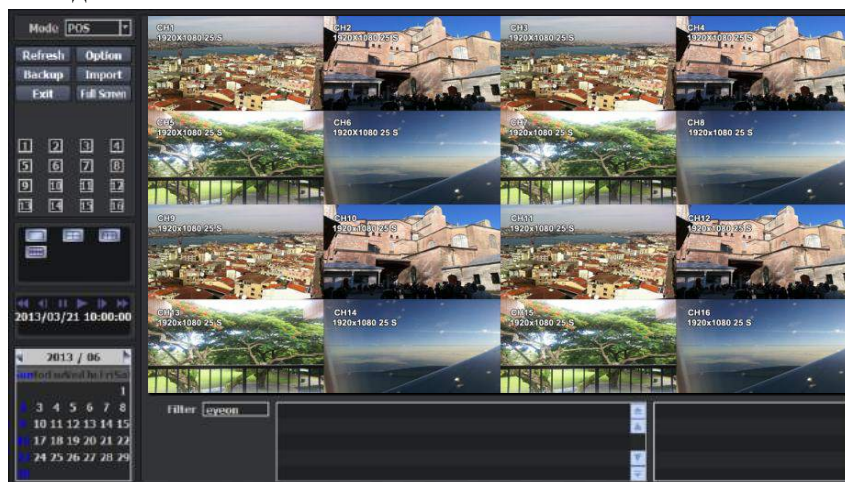 Mode POS
Refresh Option
Backup Import
Exit Full Screen
1 2 3 4
5 6 7 8
9 10 11 12
13 14 15 16
2013/03/21 10:00:00
2013 / 06
1
3 4 5 6 7 8
10 11 12 13 14 15
17 18 19 20 21 22
24 25 26 27 28 29
CH1
1920X1080 25 S
CH2
1920X1080 25 S
CH3
1920X1080 25 S
CH4
1920X1080 25 S
CH5
1920X1080 25 S
CH6
1920X1080 25 S
CH7
1920x1080 25 S
CH8
1920x1080 25 S
CH9
1920x1080 25 S
CH10
1920x1080 25 S
CH11
1920x1080 25 S
CH12
1920x1080 25 S
CH13
1920x1080 25 S
CH14
1920x1080 25 S
CH15
1920x1080 25 S
CH16
1920x1080 25 S
Filter eyeon